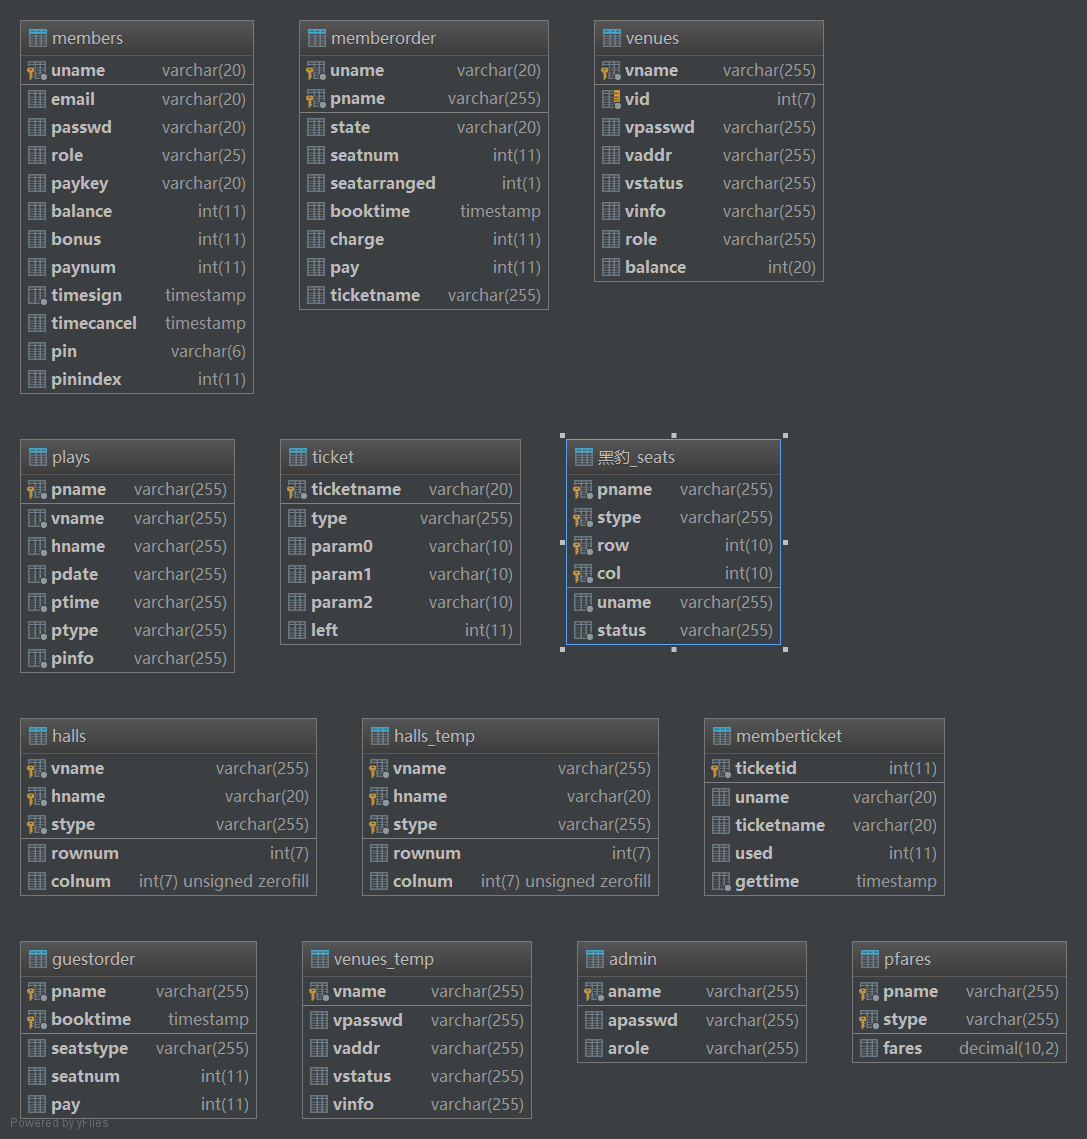 members
uname varchar(20)
email varchar(20)
passwd varchar(20)
role varchar(25)
paykey varchar(20)
balance int(11)
bonus int(11)
paynum int(11)
timesign timestamp
timecancel timestamp
pin varchar(6)
pinindex int(11)
memberorder
uname varchar(20)
pname varchar(255)
state varchar(20)
seatnum int(11)
seatarranged int(1)
booktime timestamp
charge int(11)
pay int(11)
ticketname varchar(255)
venues
vname varchar(255)
vid int(7)
vpasswd varchar(255)
vaddr varchar(255)
vstatus varchar(255)
vinfo varchar(255)
role varchar(255)
balance int(20)
plays
pname varchar(255)
vname varchar(255)
hname varchar(255)
pdate varchar(255)
ptime varchar(255)
ptype varchar(255)
pinfo varchar(255)
ticket
ticketname varchar(20)
type varchar(255)
param0 varchar(10)
param1 varchar(10)
param2 varchar(10)
left int(11)
黑豹_seats
pname varchar(255)
stype varchar(255)
row int(10)
col int(10)
uname varchar(255)
status varchar(255)
halls
vname varchar(255)
hname varchar(20)
stype varchar(255)
rownum int(7)
colnum int(7) unsigned zerofill
halls_temp
vname varchar(255)
hname varchar(20)
stype varchar(255)
rownum int(7)
colnum int(7) unsigned zerofill
memberticket
ticketid int(11)
uname varchar(20)
ticketname varchar(20)
used int(11)
gettime timestamp
guestorder
pname varchar(255)
booktime timestamp
seatstype varchar(255)
seatnum int(11)
pay int(11)
venues_temp
vname varchar(255)
vpasswd varchar(255)
vaddr varchar(255)
vstatus varchar(255)
vinfo varchar(255)
admin
aname varchar(255)
apasswd varchar(255)
arole varchar(255)
pfares
pname varchar(255)
stype varchar(255)
fares decimal(10,2)
Powered by yFiles